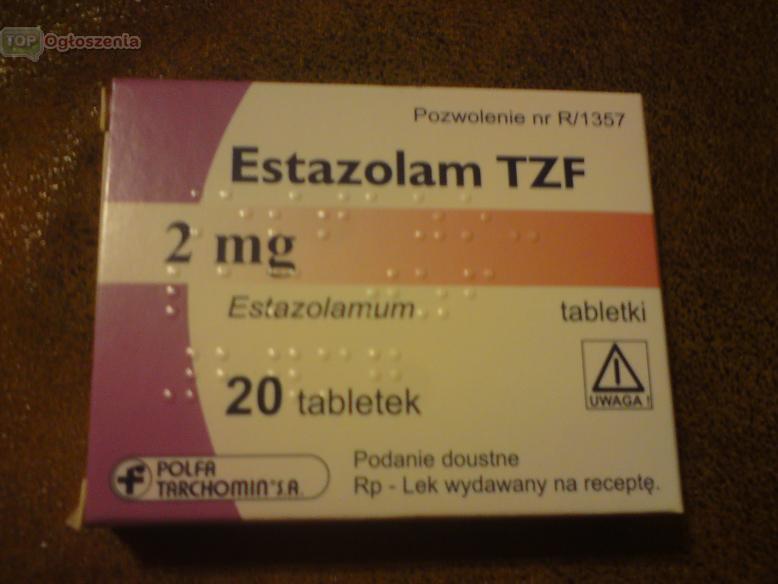 TOP Ogłoszenia
Pozwolenie nr R/1357
Estazolam TZF
2 mg
Estazolamum
tabletki
UWAGA !
20 tabletek
POLFA
TARCHOMIN S.A.
Podanie doustne
Rp - Lek wydawany na receptę.